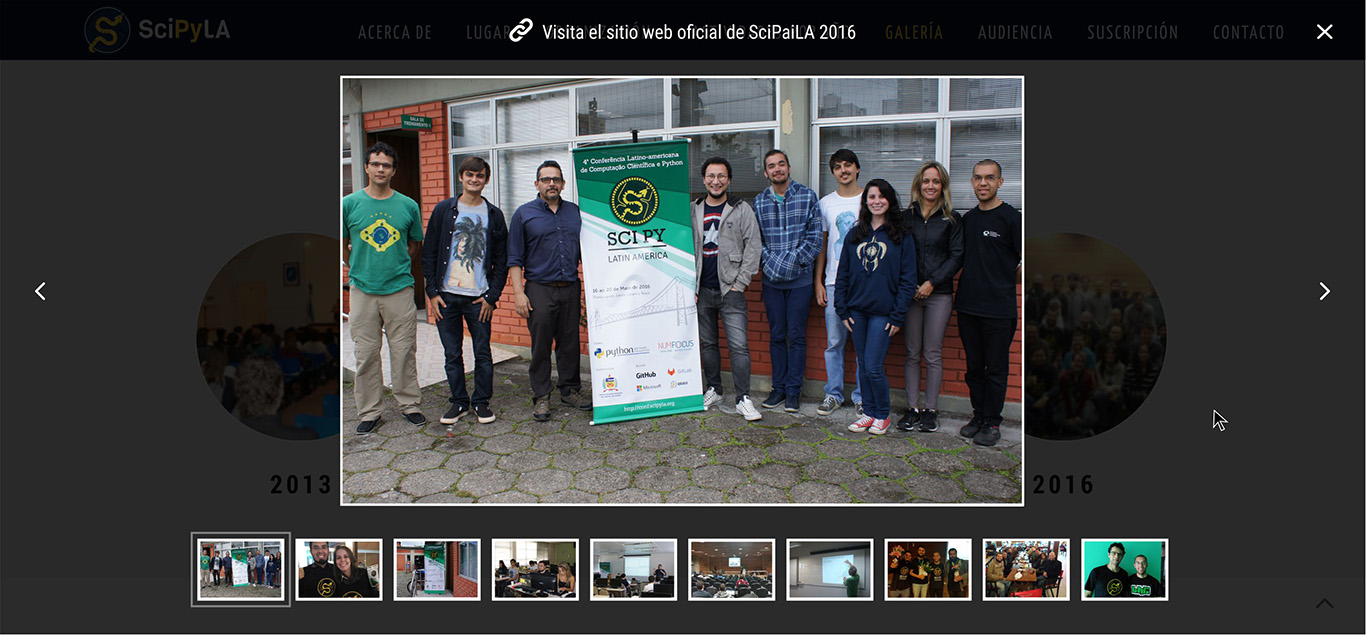 SciPyLA
ACERCA DE
LUGAR
Visita el sitio web oficial de SciPaiLA 2016
GALERÍA
AUDIENCIA
SUSCRIPCIÓN
CONTACTO
SALA DE
TREINAMENTO 1
4ª Conferência Latino-americana
de Computação Científica e Python
SCI PY
LATIN AMERICA
16 ao 20 de Maio de 2016
python
NUMFOCUS
GitHub
GitLab
Microsoft
2013
2016